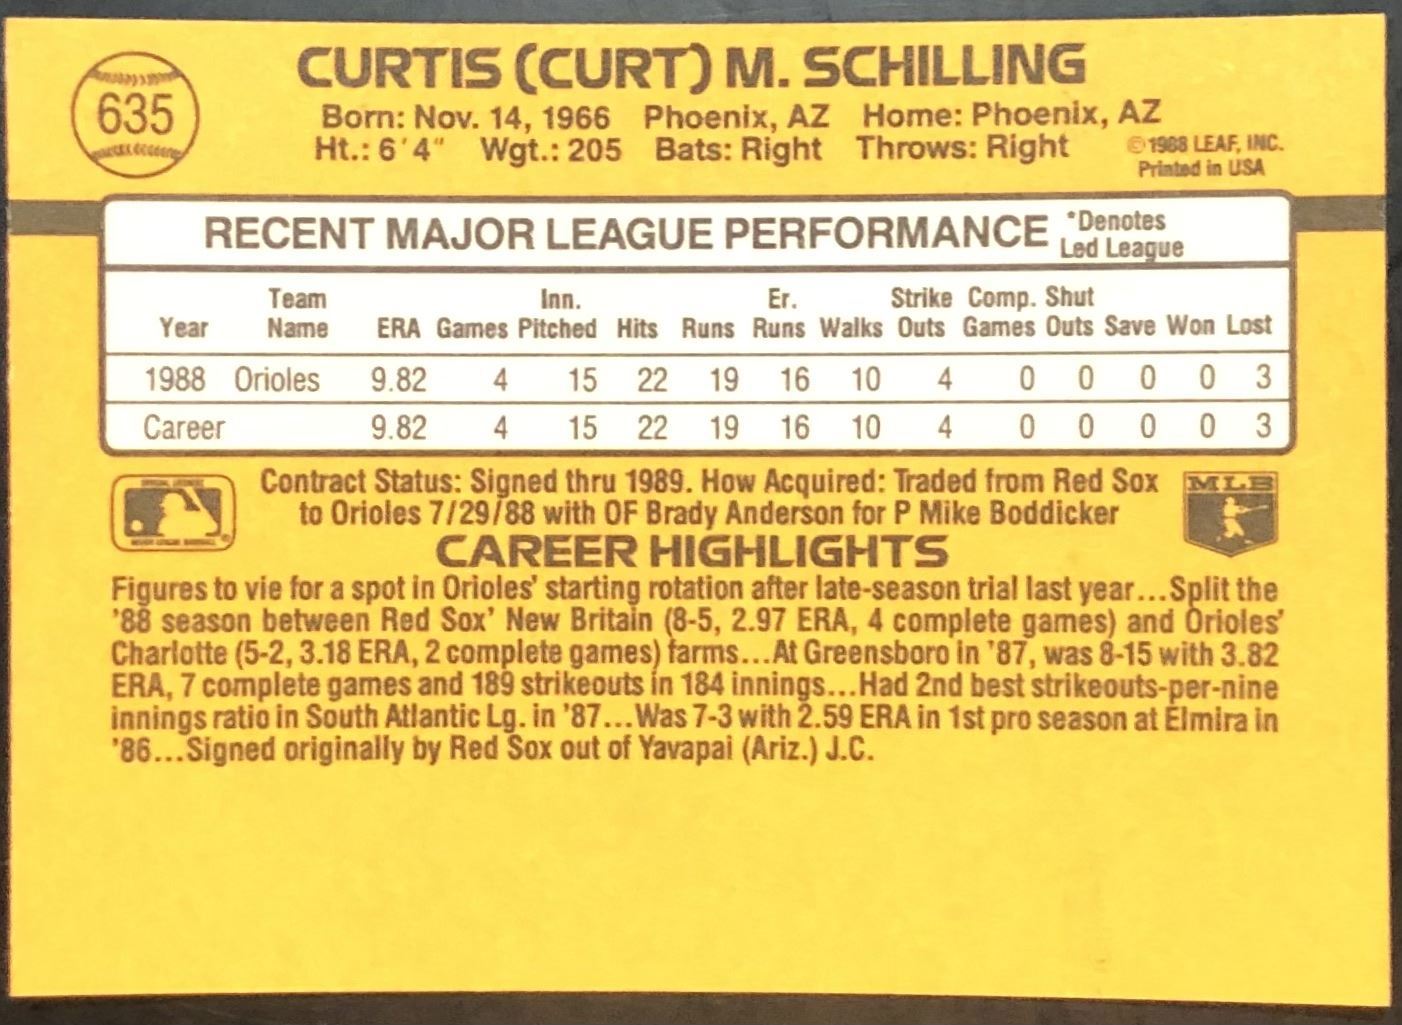 635
CURTIS (CURT) M. SCHILLING
Born: Nov. 14, 1966 Phoenix, AZ Home: Phoenix, AZ
Ht.: 6'4" Wgt.: 205 Bats: Right Throws: Right
©1988 LEAF, INC.
Printed in USA
RECENT MAJOR LEAGUE PERFORMANCE
*Denotes
Led League
Team Inn. Er. Strike Comp. Shut
Year Name ERA Games Pitched Hits Runs Runs Walks Outs Games Outs Save Won Lost
1988 Orioles 9.82 4 15 22 19 16 10 4 0 0 0 0 3
Career 9.82 4 15 22 19 16 10 4 0 0 0 0 3
Contract Status: Signed thru 1989. How Acquired: Traded from Red Sox
to Orioles 7/29/88 with OF Brady Anderson for P Mike Boddicker
MLB
CAREER HIGHLIGHTS
Figures to vie for a spot in Orioles' starting rotation after late-season trial last year...Split the
'88 season between Red Sox' New Britain (8-5, 2.97 ERA, 4 complete games) and Orioles'
Charlotte (5-2, 3.18 ERA, 2 complete games) farms...At Greensboro in '87, was 8-15 with 3.82
ERA, 7 complete games and 189 strikeouts in 184 innings...Had 2nd best strikeouts-per-nine
innings ratio in South Atlantic Lg. in '87...Was 7-3 with 2.59 ERA in 1st pro season at Elmira in
'86...Signed originally by Red Sox out of Yavapai (Ariz.) J.C.